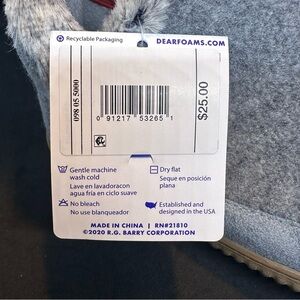 Recyclable Packaging
DEARFOAMS.COM
098 05 5000
0 91217 53265 1
$25.00
Gentle machine
wash cold
Lave en lavadoracon
agua fría en ciclo suave
No bleach
No use blanqueador
Dry flat
Seque en posición
plana
Established and
designed in the USA
MADE IN CHINA | RN#21810
©2020 R.G. BARRY CORPORATION